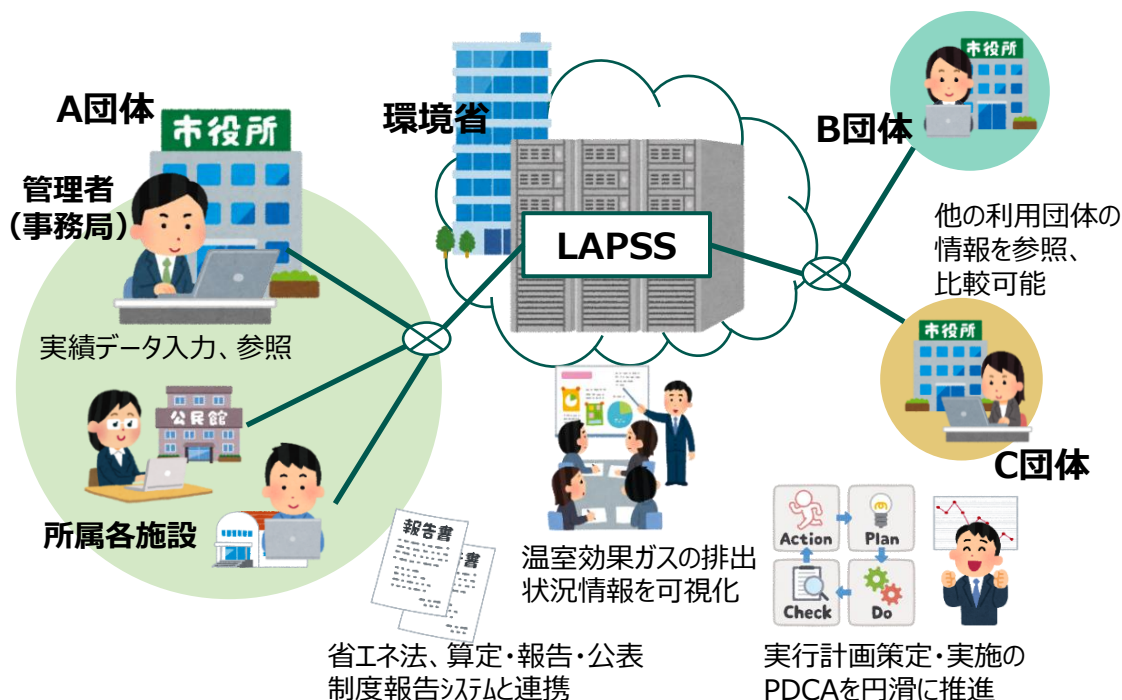 A団体
市役所
管理者
（事務局）
実績データ入力、参照
公民館
所属各施設
環境省
LAPSS
B団体
市役所
他の利用団体の
情報を参照、
比較可能
市役所
C団体
報告書
書
省エネ法、算定・報告・公表
制度報告システムと連携
温室効果ガスの排出
状況情報を可視化
Action
Plan
Check
Do
実行計画策定・実施の
PDCAを円滑に推進